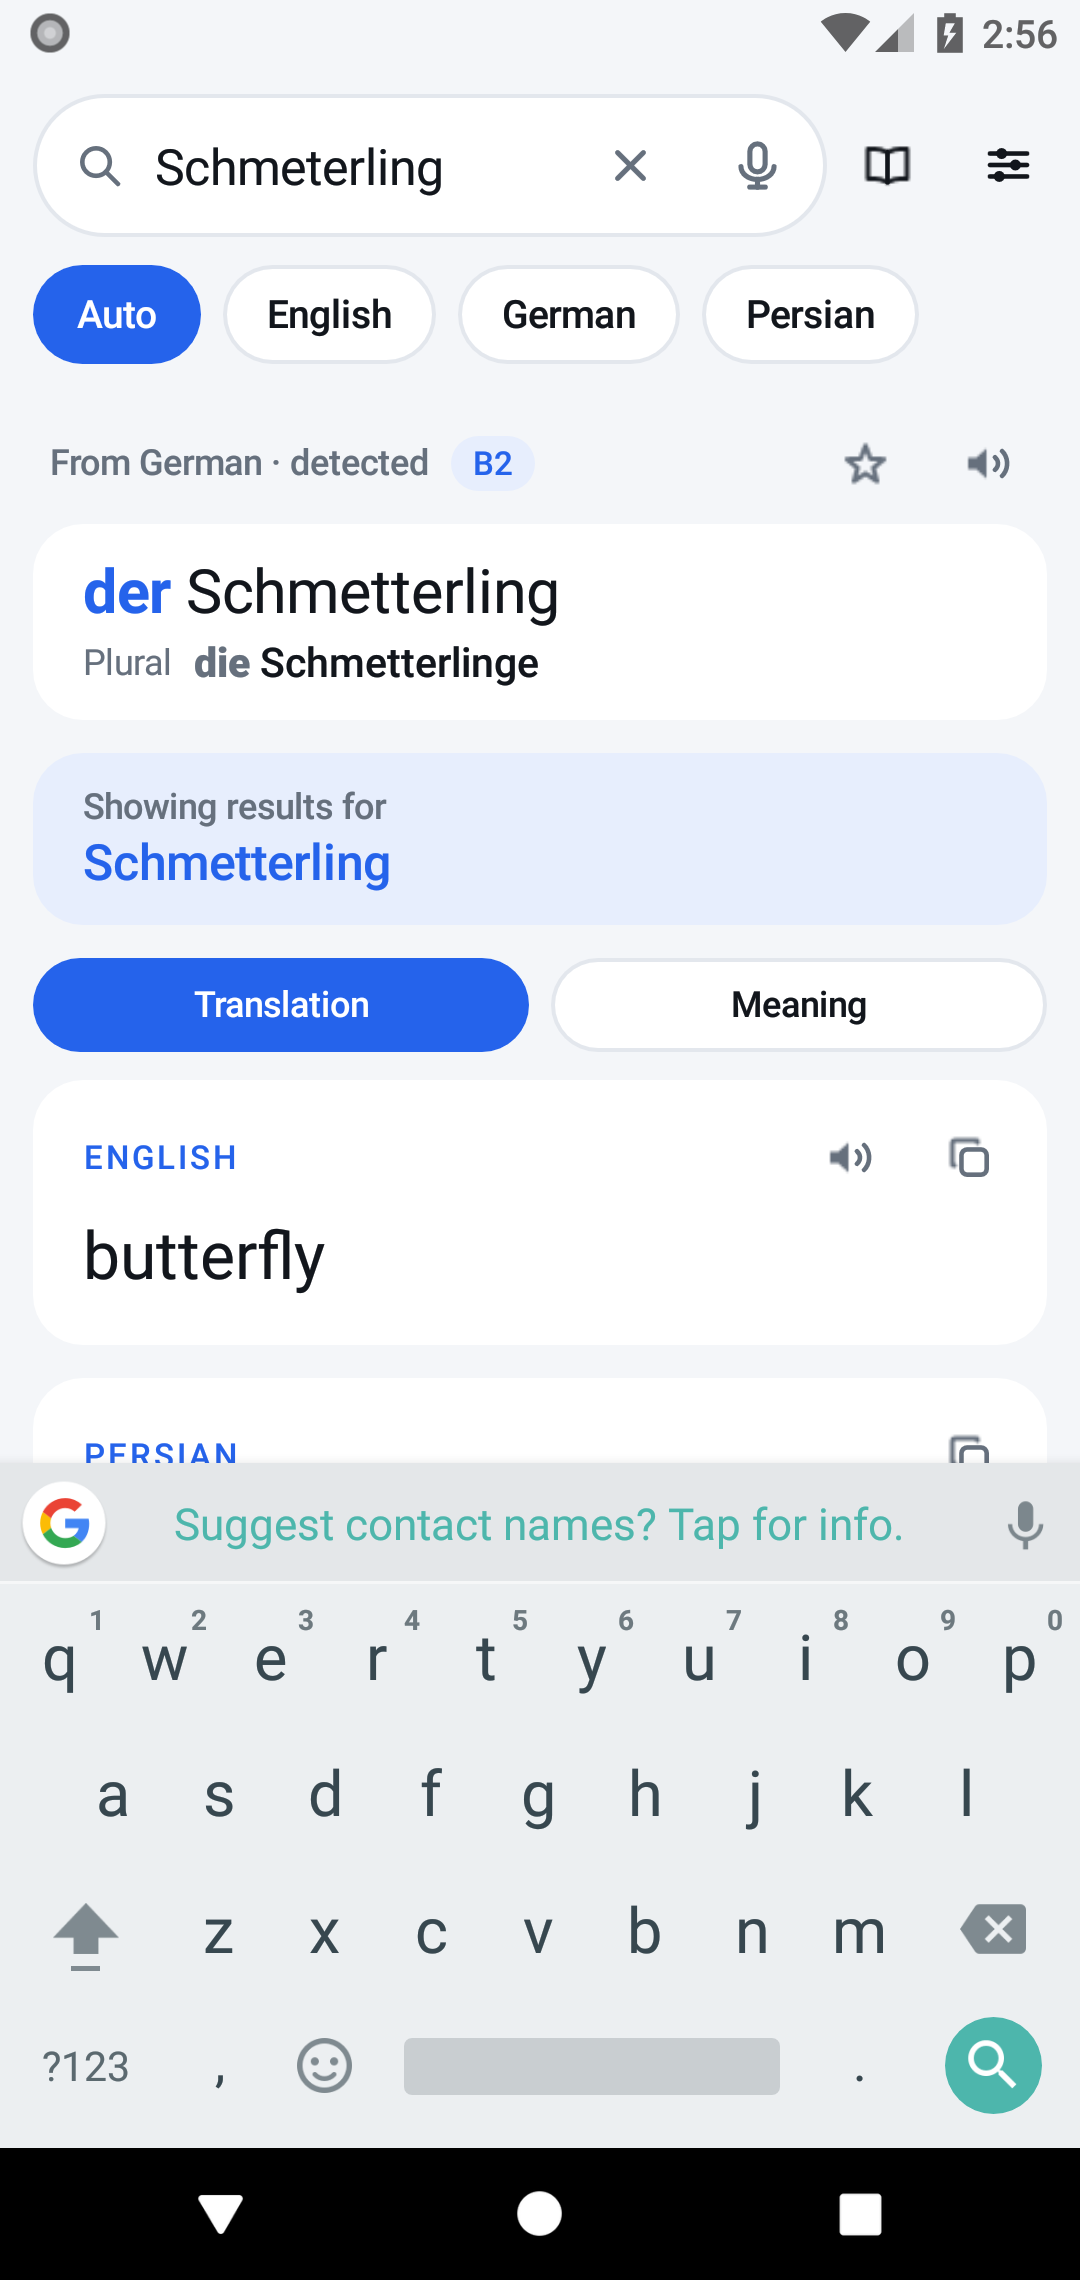 2:56
Schmeterling
Auto English German Persian
From German · detected B2
der Schmetterling
Plural die Schmetterlinge
Showing results for
Schmetterling
Translation Meaning
ENGLISH
butterfly
PERSIAN
Suggest contact names? Tap for info.
1 2 3 4 5 6 7 8 9 0
q w e r t y u i o p
a s d f g h j k l
z x c v b n m
?123 , .